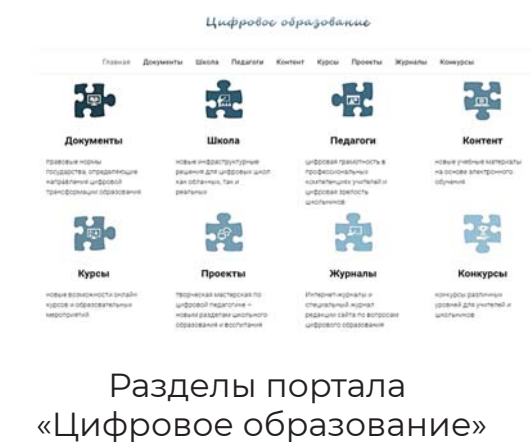 Цифровое образование
Главная Документы Школа Педагоги Контент Курсы Проекты Журналы Конкурсы
Документы
правовые нормы
государства, определяющие
направления цифровой
трансформации образования
Школа
новые инфраструктурные
решения для цифровых школ
как облачных, так и
реальных
Педагоги
цифровая грамотность в
профессиональных
компетенциях учителей и
цифровая зрелость
школьников
Контент
новые учебные материалы
на основе электронного
обучения
Курсы
новые возможности онлайн
курсов и образовательных
мероприятий
Проекты
творческая мастерская по
цифровой педагогике –
новым разделам школьного
образования и воспитания
Журналы
Интернет-журналы и
специальный журнал
редакции сайта по вопросам
цифрового образования
Конкурсы
конкурсы различных
уровней для учителей и
школьников
Разделы портала
«Цифровое образование»